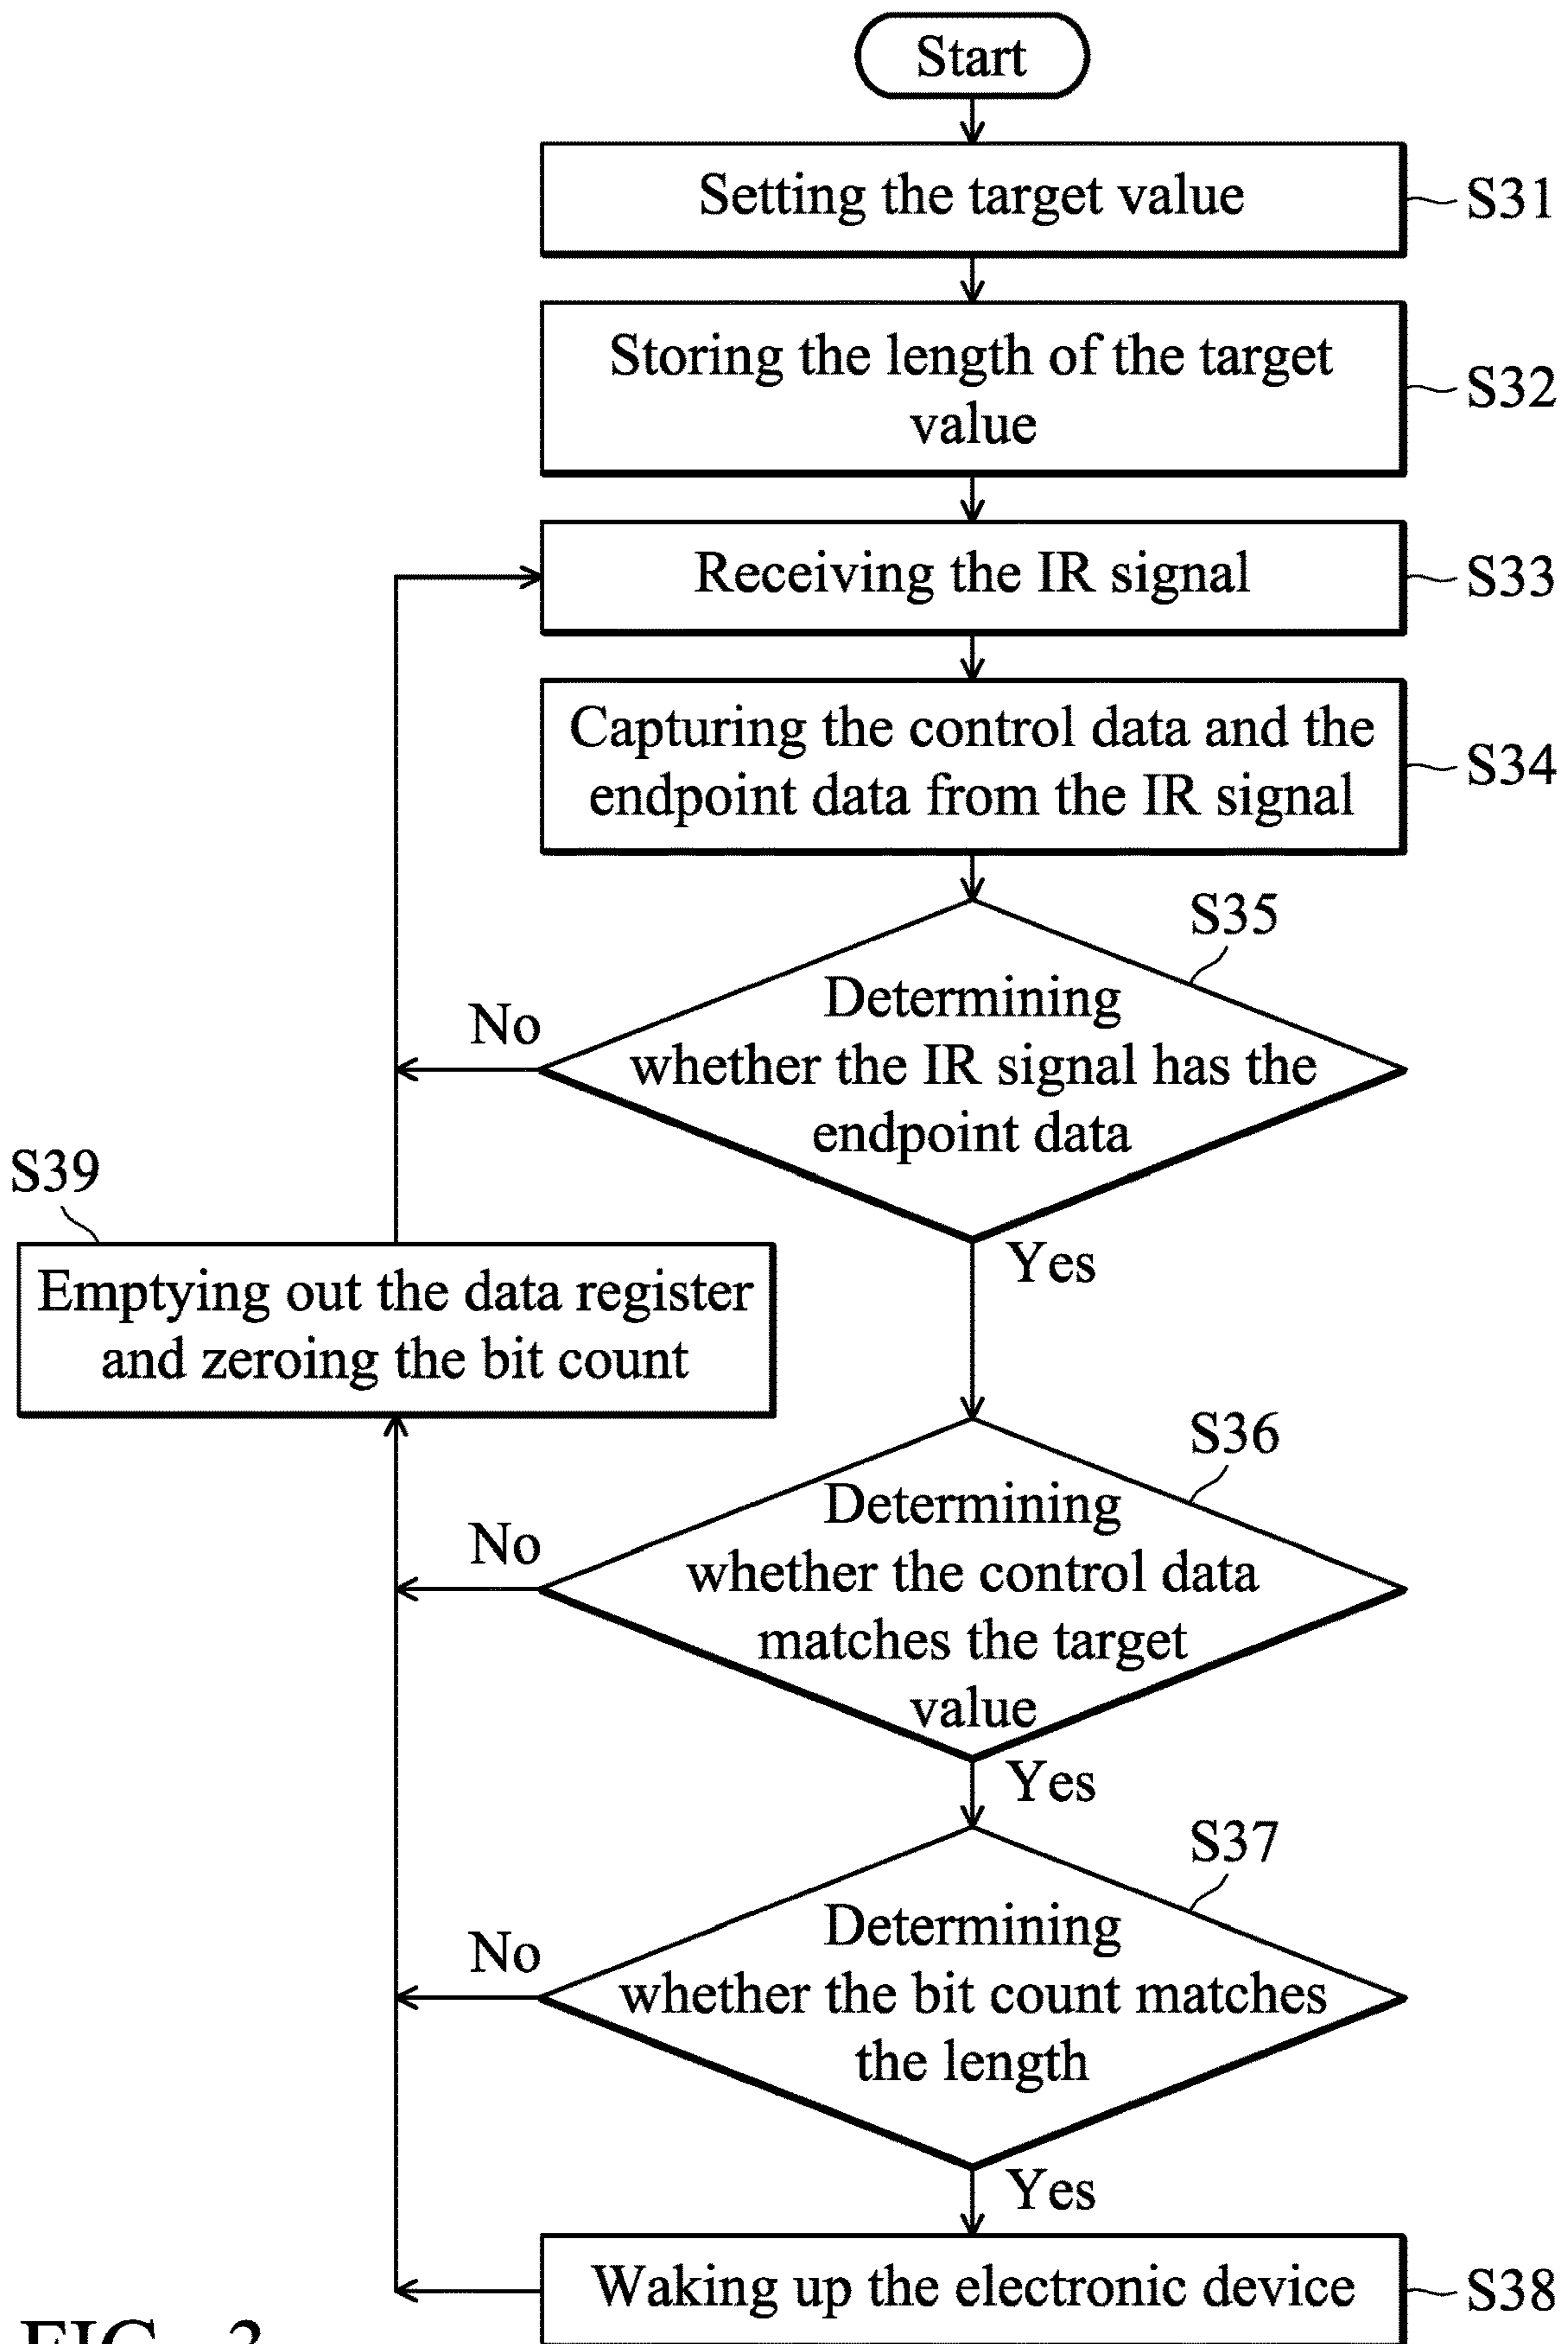 Start
Setting the target value
S31
Storing the length of the target
value
S32
Receiving the IR signal
S33
Capturing the control data and the
endpoint data from the IR signal
S34
S35
Determining
whether the IR signal has the
endpoint data
No
Yes
S39
Emptying out the data register
and zeroing the bit count
S36
Determining
whether the control data
matches the target
value
No
Yes
S37
Determining
whether the bit count matches
the length
No
Yes
Waking up the electronic device
S38
FIG. 3